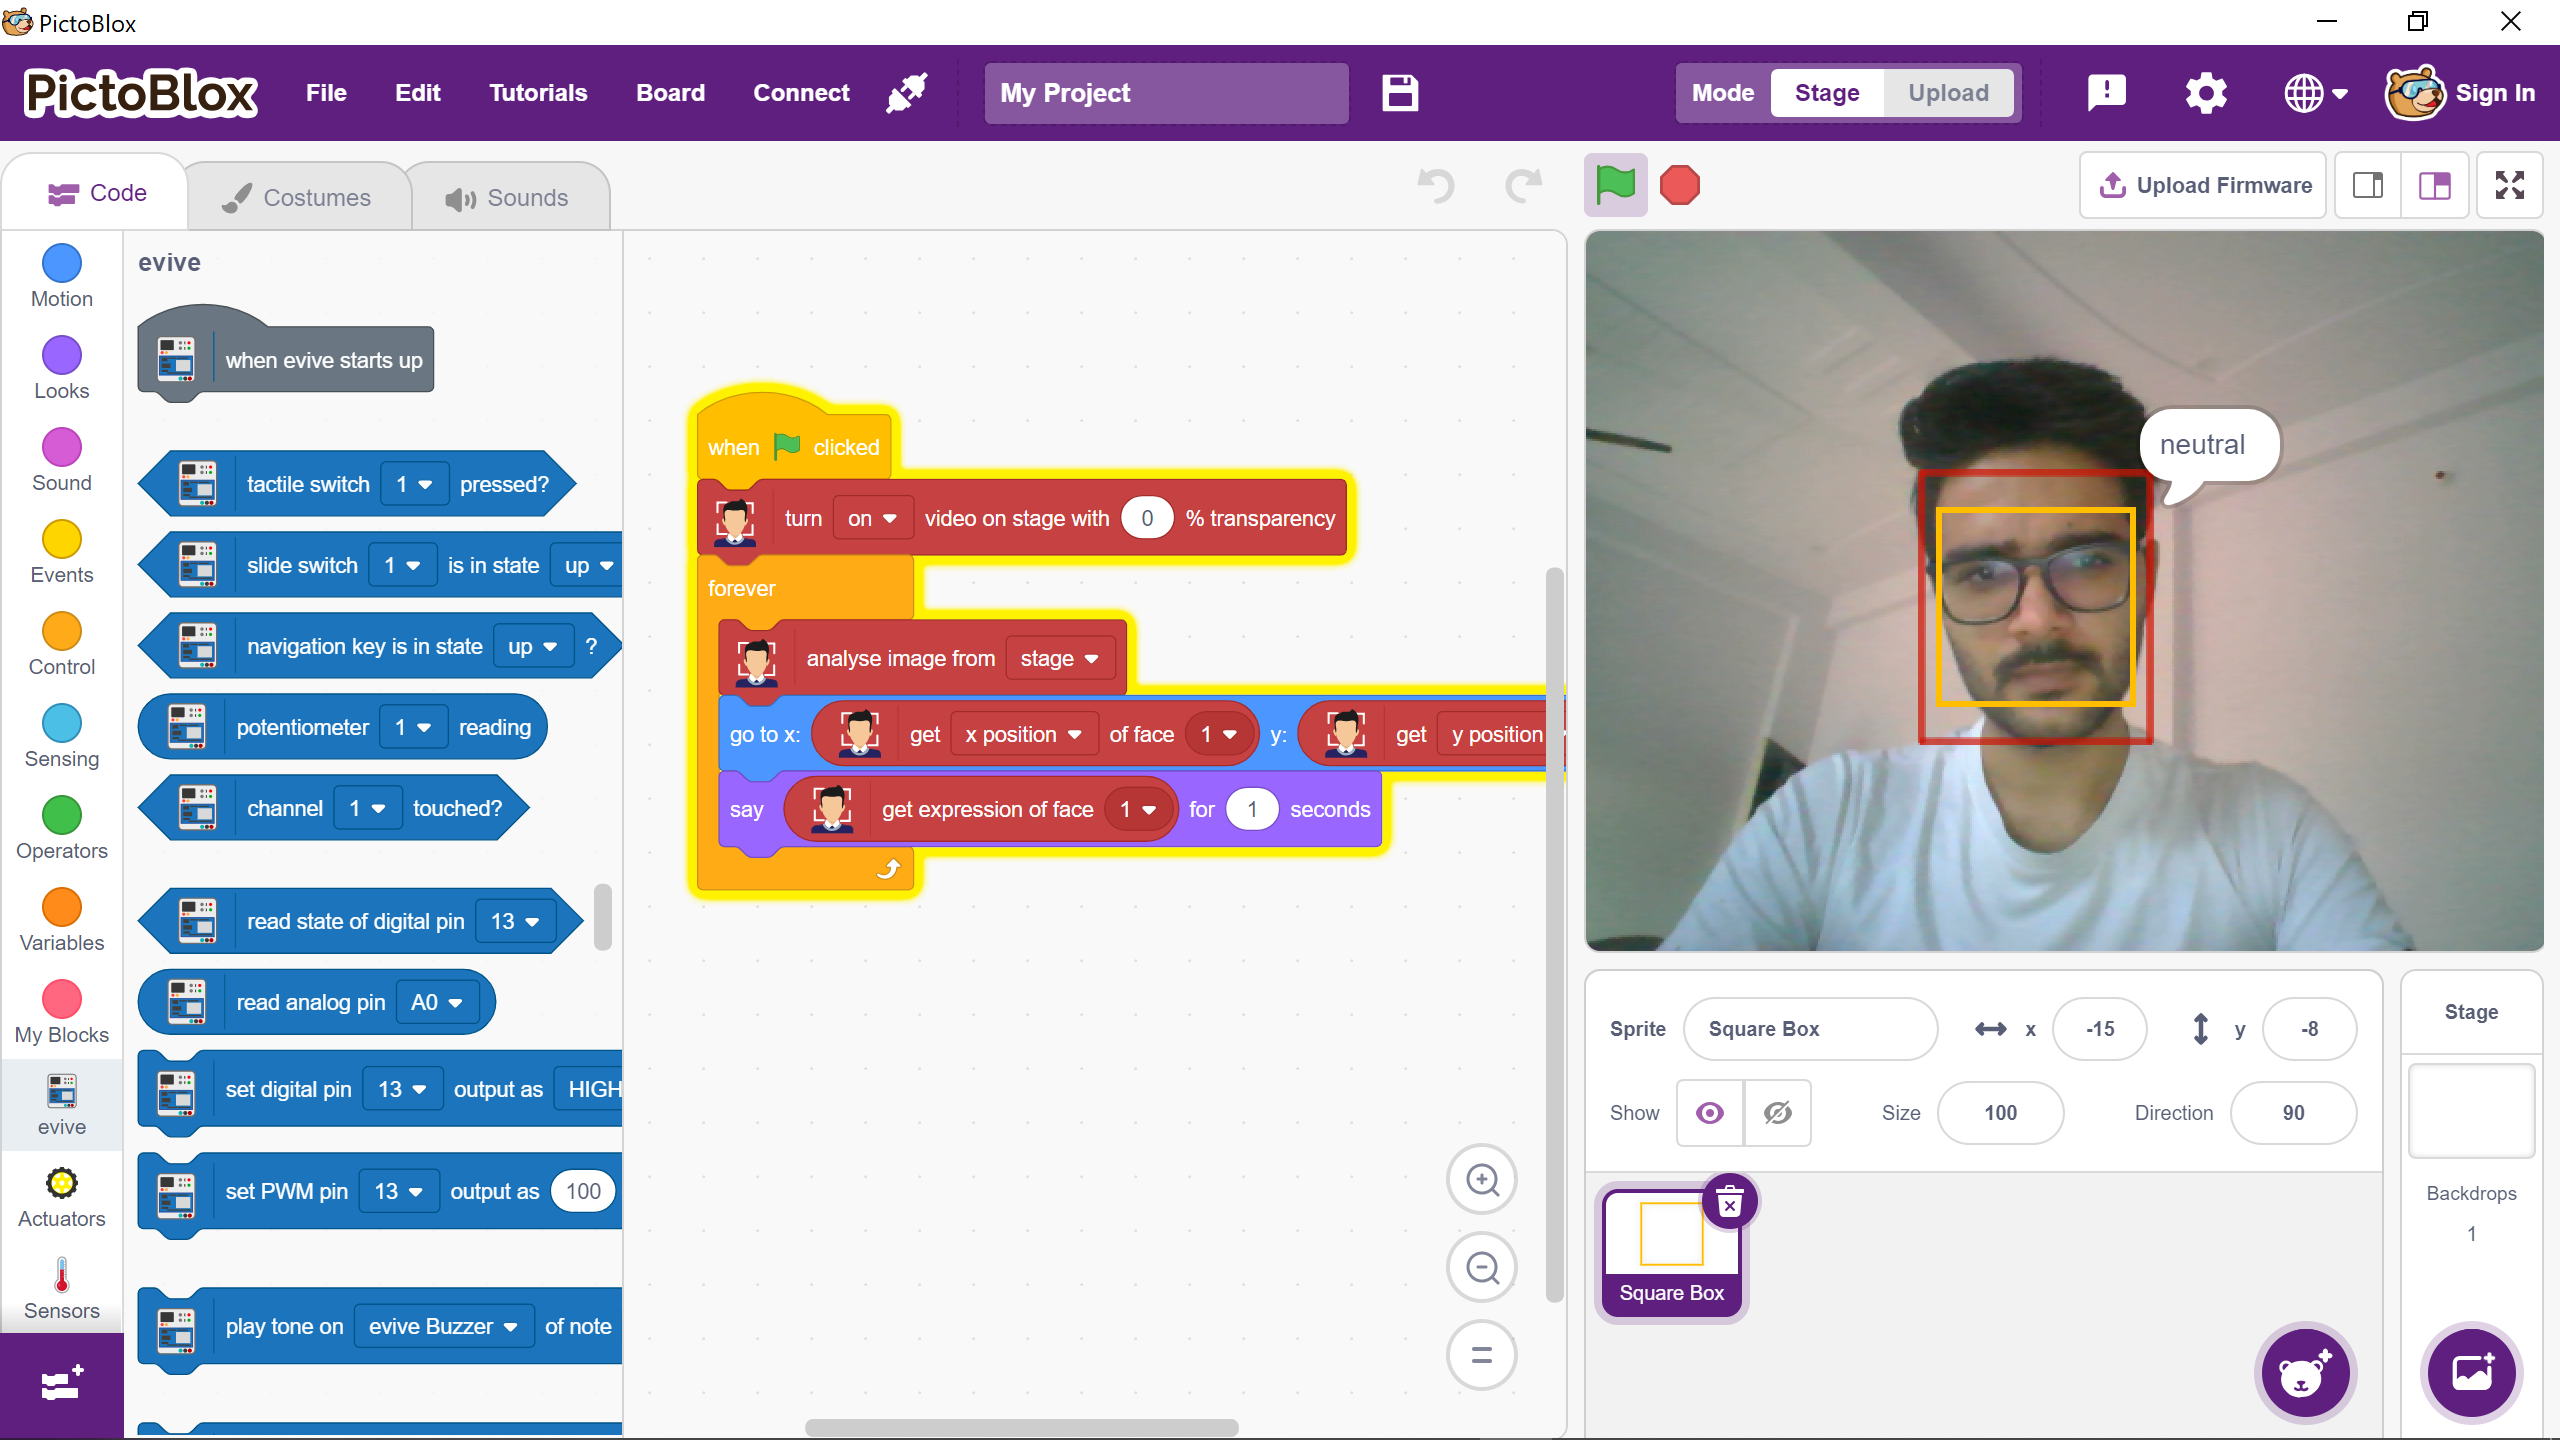 PictoBlox
PictoBlox File Edit Tutorials Board Connect My Project Mode Stage Upload Sign In
Code Costumes Sounds Upload Firmware
Motion
Looks
Sound
Events
Control
Sensing
Operators
Variables
My Blocks
evive
Actuators
Sensors
evive
when evive starts up
tactile switch 1 pressed?
slide switch 1 is in state up
navigation key is in state up ?
potentiometer 1 reading
channel 1 touched?
read state of digital pin 13
read analog pin A0
set digital pin 13 output as HIGH
set PWM pin 13 output as 100
play tone on evive Buzzer of note
when clicked
turn on video on stage with 0 % transparency
forever
analyse image from stage
go to x: get x position of face 1 y: get y position
say get expression of face 1 for 1 seconds
neutral
Sprite Square Box x -15 y -8
Show Size 100 Direction 90
Square Box
Stage
Backdrops
1